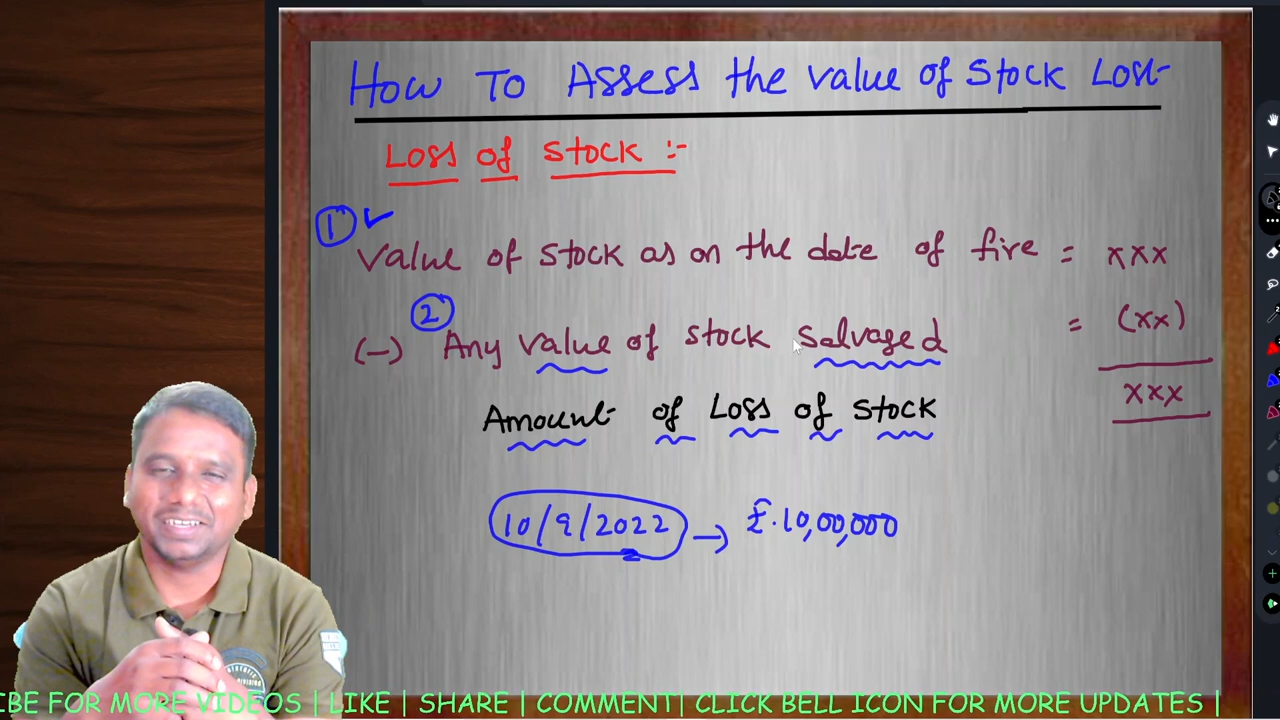 How To Assess the value of Stock Lost
Loss of Stock :-
1
Value of Stock as on the date of fire = xxx
2
(-) Any value of stock Salvaged = (xx)
Amount of Loss of Stock xxx
10/9/2022 → £.10,00,000
IBE FOR MORE VIDEOS | LIKE | SHARE | COMMENT| CLICK BELL ICON FOR MORE UPDATES |